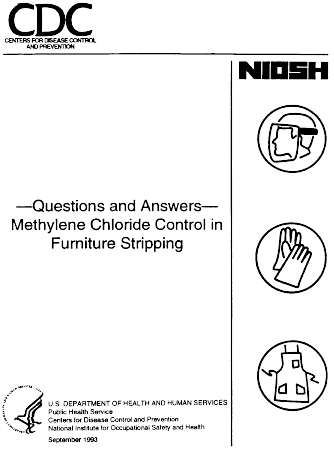 CDC
CENTERS FOR DISEASE CONTROL
AND PREVENTION
NIOSH
—Questions and Answers—
Methylene Chloride Control in
Furniture Stripping
U.S. DEPARTMENT OF HEALTH AND HUMAN SERVICES
Public Health Service
Centers for Disease Control and Prevention
National Institute for Occupational Safety and Health
September 1993